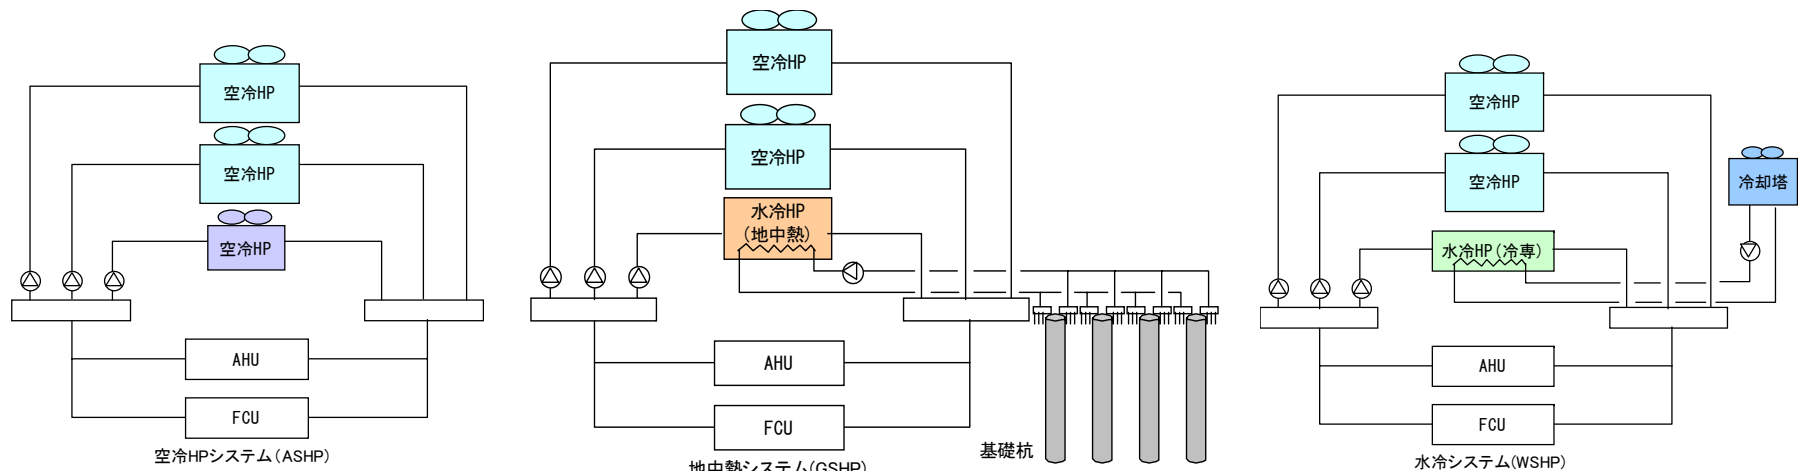 空冷HP
空冷HP
空冷HP
AHU
FCU
空冷HPシステム(ASHP)
空冷HP
空冷HP
水冷HP
(地中熱)
AHU
FCU
基礎杭
地中熱システム(GSHP)
空冷HP
空冷HP
冷却塔
水冷HP(冷専)
AHU
FCU
水冷システム(WSHP)